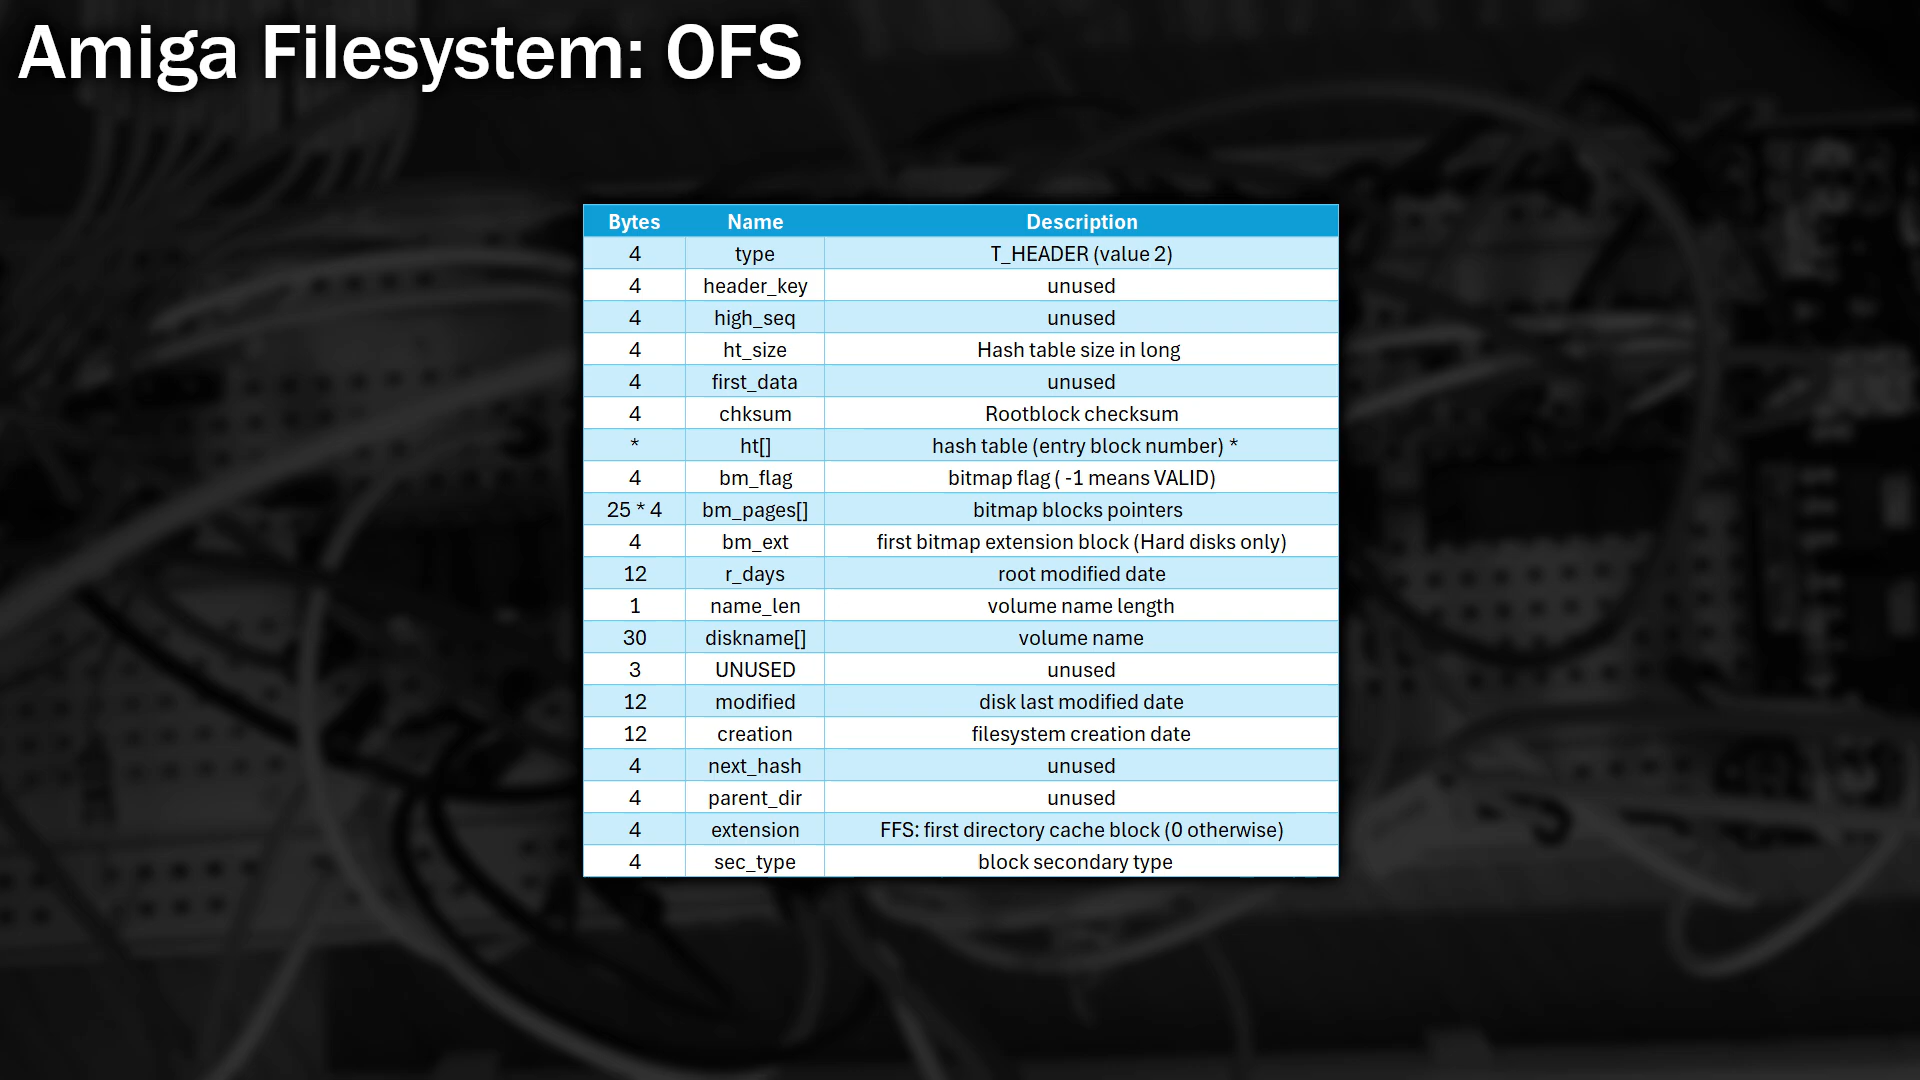 Amiga Filesystem: OFS
Bytes Name Description
4 type T_HEADER (value 2)
4 header_key unused
4 high_seq unused
4 ht_size Hash table size in long
4 first_data unused
4 chksum Rootblock checksum
* ht[] hash table (entry block number) *
4 bm_flag bitmap flag ( -1 means VALID)
25 * 4 bm_pages[] bitmap blocks pointers
4 bm_ext first bitmap extension block (Hard disks only)
12 r_days root modified date
1 name_len volume name length
30 diskname[] volume name
3 UNUSED unused
12 modified disk last modified date
12 creation filesystem creation date
4 next_hash unused
4 parent_dir unused
4 extension FFS: first directory cache block (0 otherwise)
4 sec_type block secondary type